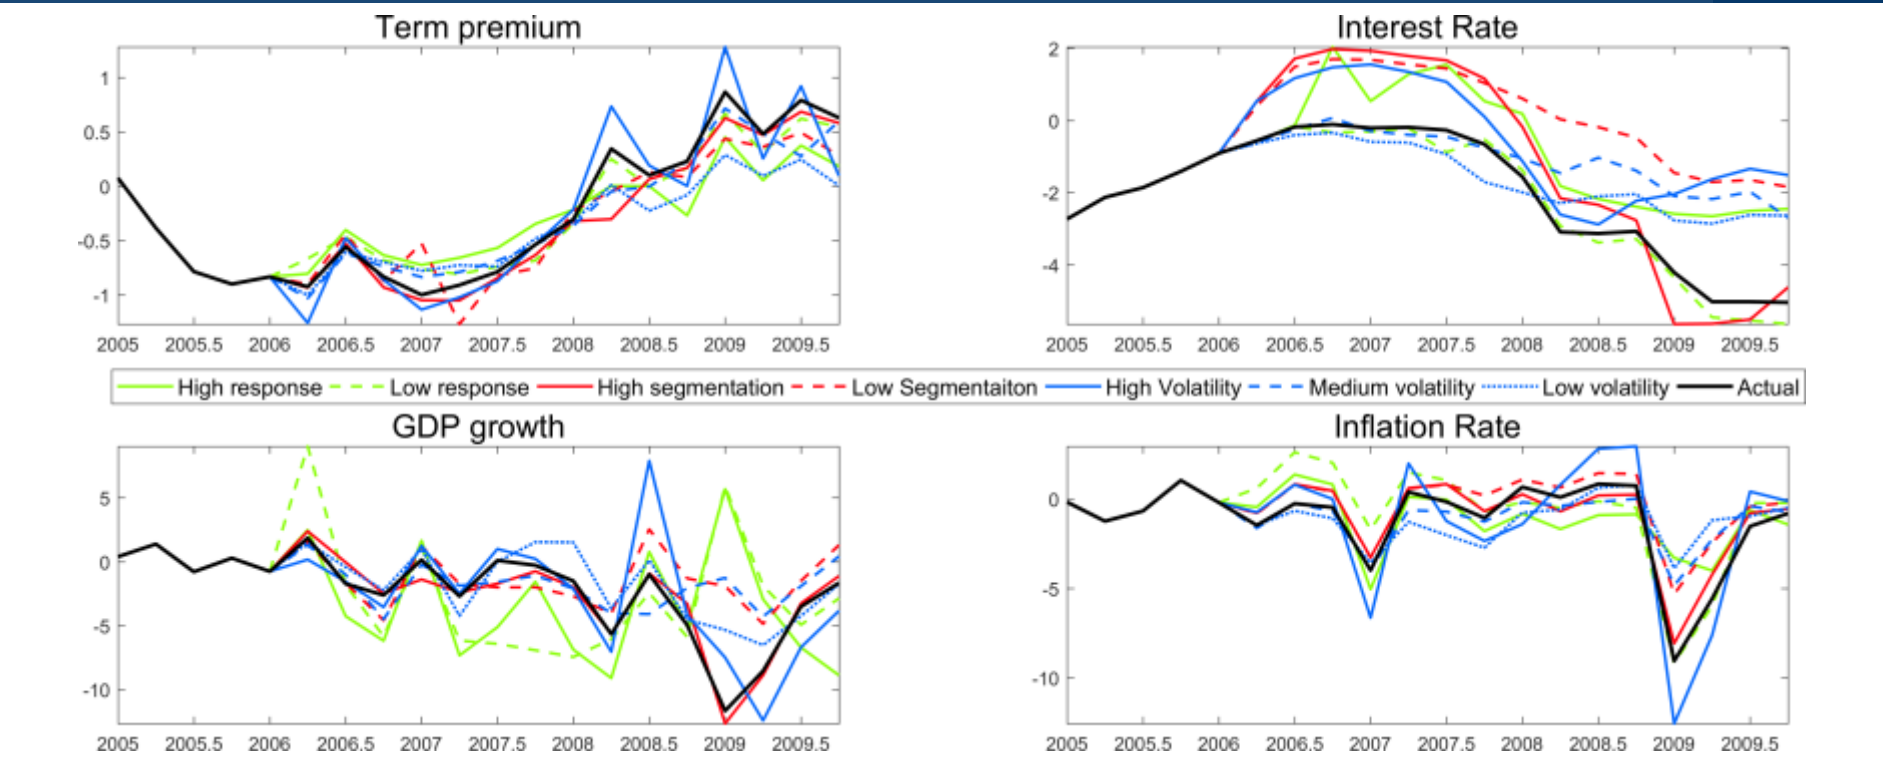 Term premium
Interest Rate
1
0.5
0
-0.5
-1
2005 2005.5 2006 2006.5 2007 2007.5 2008 2008.5 2009 2009.5
2
0
-2
-4
2005 2005.5 2006 2006.5 2007 2007.5 2008 2008.5 2009 2009.5
High response Low response High segmentation Low Segmentaiton High Volatility Medium volatility Low volatility Actual
GDP growth
Inflation Rate
5
0
-5
-10
2005 2005.5 2006 2006.5 2007 2007.5 2008 2008.5 2009 2009.5
0
-5
-10
2005 2005.5 2006 2006.5 2007 2007.5 2008 2008.5 2009 2009.5